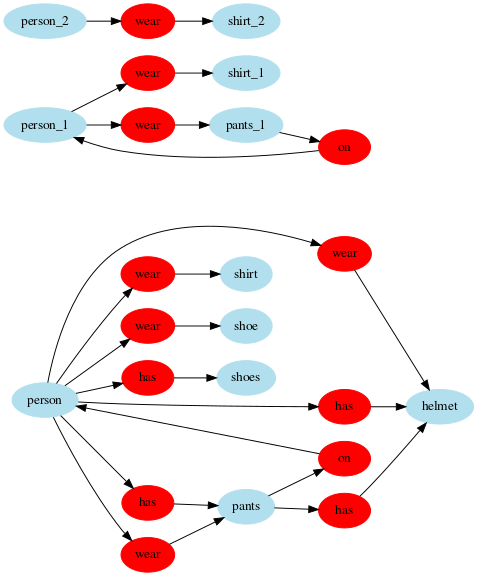 person_2 wear shirt_2
wear shirt_1
person_1 wear pants_1
on
wear
wear shirt
wear shoe
has shoes
person has helmet
on
has pants has
wear